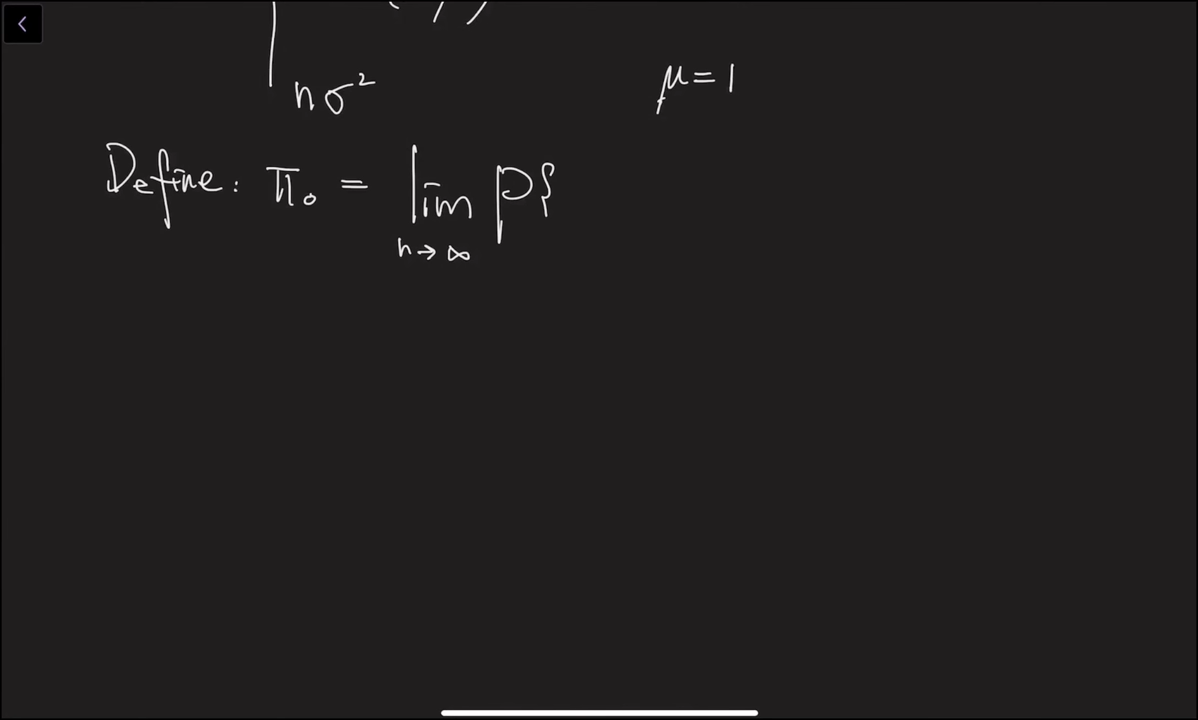 nσ² μ = 1
Define: π₀ = lim P{
n→∞